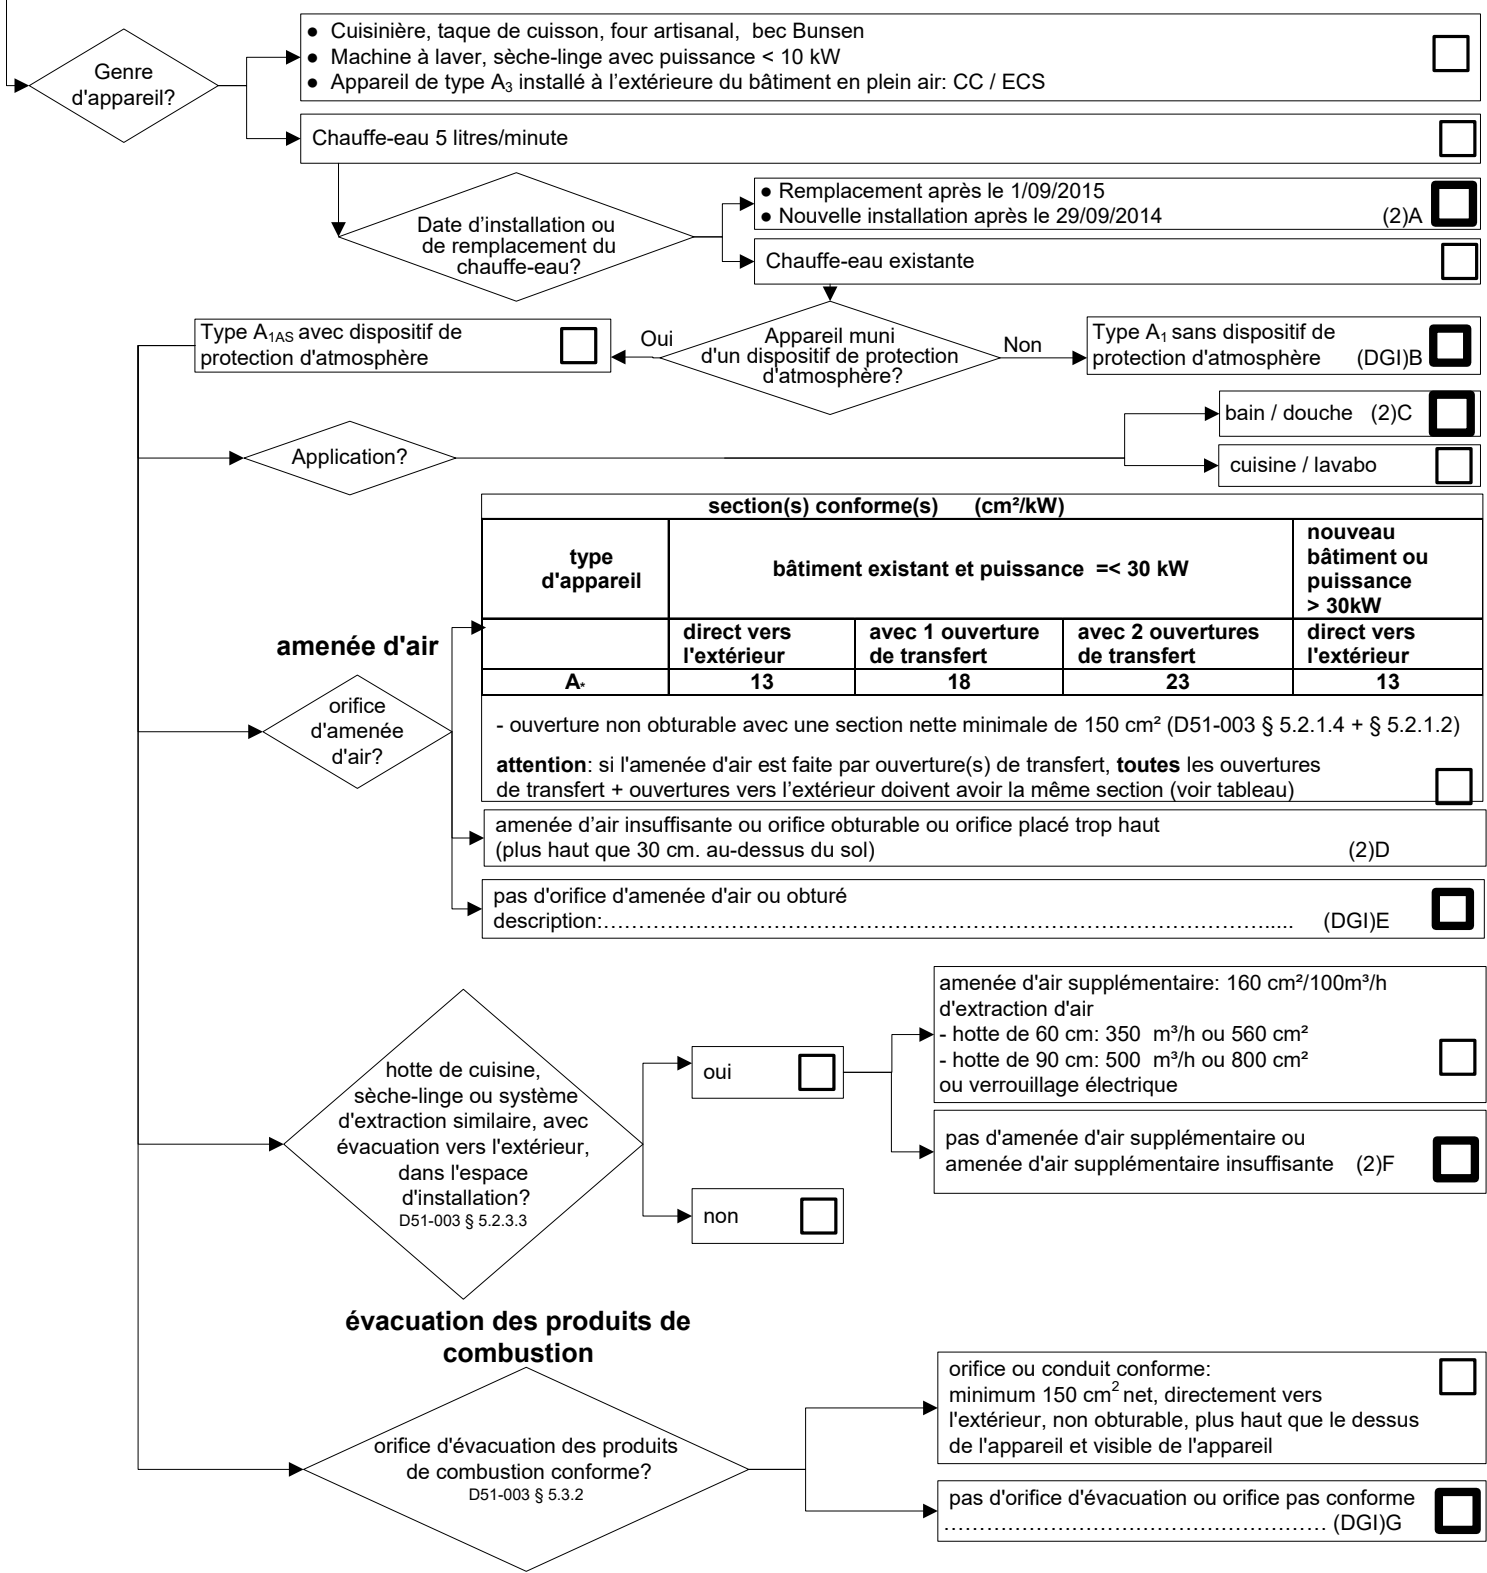 Genre
d'appareil?
● Cuisinière, taque de cuisson, four artisanal, bec Bunsen
● Machine à laver, sèche-linge avec puissance < 10 kW
● Appareil de type A3 installé à l'extérieure du bâtiment en plein air: CC / ECS
Chauffe-eau 5 litres/minute
Date d'installation ou
de remplacement du
chauffe-eau?
● Remplacement après le 1/09/2015
● Nouvelle installation après le 29/09/2014 (2)A
Chauffe-eau existante
Type A1AS avec dispositif de
protection d'atmosphère
Oui
Appareil muni
d'un dispositif de protection
d'atmosphère?
Non
Type A1 sans dispositif de
protection d'atmosphère (DGI)B
Application?
bain / douche (2)C
cuisine / lavabo
section(s) conforme(s) (cm²/kW)
type
d'appareil
bâtiment existant et puissance =< 30 kW
nouveau
bâtiment ou
puissance
> 30kW
direct vers
l'extérieur
avec 1 ouverture
de transfert
avec 2 ouvertures
de transfert
direct vers
l'extérieur
A* 13 18 23 13
amenée d'air
orifice
d'amenée
d'air?
- ouverture non obturable avec une section nette minimale de 150 cm² (D51-003 § 5.2.1.4 + § 5.2.1.2)
attention: si l'amenée d'air est faite par ouverture(s) de transfert, toutes les ouvertures
de transfert + ouvertures vers l'extérieur doivent avoir la même section (voir tableau)
amenée d'air insuffisante ou orifice obturable ou orifice placé trop haut
(plus haut que 30 cm. au-dessus du sol) (2)D
pas d'orifice d'amenée d'air ou obturé
description:……………………………………………………………………………………..... (DGI)E
hotte de cuisine,
sèche-linge ou système
d'extraction similaire, avec
évacuation vers l'extérieur,
dans l'espace
d'installation?
D51-003 § 5.2.3.3
oui
non
amenée d'air supplémentaire: 160 cm²/100m³/h
d'extraction d'air
- hotte de 60 cm: 350 m³/h ou 560 cm²
- hotte de 90 cm: 500 m³/h ou 800 cm²
ou verrouillage électrique
pas d'amenée d'air supplémentaire ou
amenée d'air supplémentaire insuffisante (2)F
évacuation des produits de
combustion
orifice d'évacuation des produits
de combustion conforme?
D51-003 § 5.3.2
orifice ou conduit conforme:
minimum 150 cm² net, directement vers
l'extérieur, non obturable, plus haut que le dessus
de l'appareil et visible de l'appareil
pas d'orifice d'évacuation ou orifice pas conforme
……………………………………………… (DGI)G